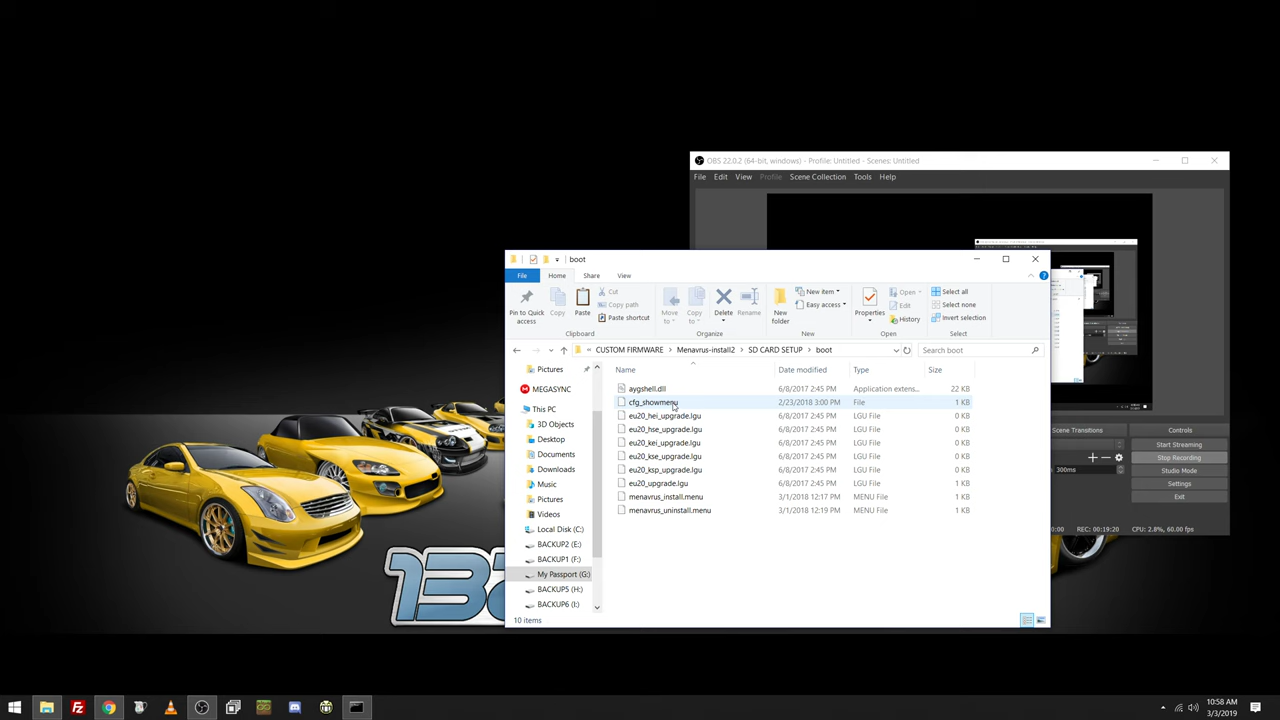 OBS 22.0.2 (64-bit, windows) - Profile: Untitled - Scenes: Untitled
File Edit View Profile Scene Collection Tools Help
boot
File Home Share View
Pin to Quick access
Copy
Paste
Cut
Copy path
Paste shortcut
Move to
Copy to
Delete
Rename
New folder
New item
Easy access
Properties
Open
Edit
History
Select all
Select none
Invert selection
Clipboard Organize New Open Select
« CUSTOM FIRMWARE Menavrus-install2 SD CARD SETUP boot
Search boot
Name Date modified Type Size
aygshell.dll 6/8/2017 2:45 PM Application extens... 22 KB
cfg_showmenu 2/23/2018 3:00 PM File 1 KB
eu20_hei_upgrade.lgu 6/8/2017 2:45 PM LGU File 0 KB
eu20_hse_upgrade.lgu 6/8/2017 2:45 PM LGU File 0 KB
eu20_kei_upgrade.lgu 6/8/2017 2:45 PM LGU File 0 KB
eu20_kse_upgrade.lgu 6/8/2017 2:45 PM LGU File 0 KB
eu20_ksp_upgrade.lgu 6/8/2017 2:45 PM LGU File 0 KB
eu20_upgrade.lgu 6/8/2017 2:45 PM LGU File 0 KB
menavrus_install.menu 3/1/2018 12:17 PM MENU File 1 KB
menavrus_uninstall.menu 3/1/2018 12:19 PM MENU File 1 KB
Pictures
MEGASYNC
This PC
3D Objects
Desktop
Documents
Downloads
Music
Pictures
Videos
Local Disk (C:)
BACKUP2 (E:)
BACKUP1 (F:)
My Passport (G:)
BACKUP5 (H:)
BACKUP6 (I:)
10 items
Scene Transitions
300ms
Controls
Start Streaming
Stop Recording
Studio Mode
Settings
Exit
REC: 00:19:20 CPU: 2.8%, 60.00 fps
10:58 AM
3/3/2019